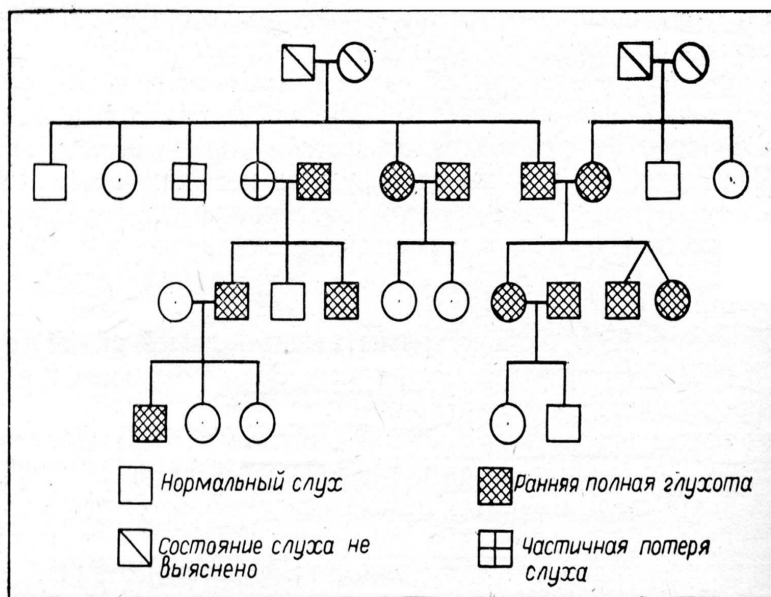 Нормальный слух
Ранняя полная глухота
Состояние слуха не
выяснено
Частичная потеря
слуха